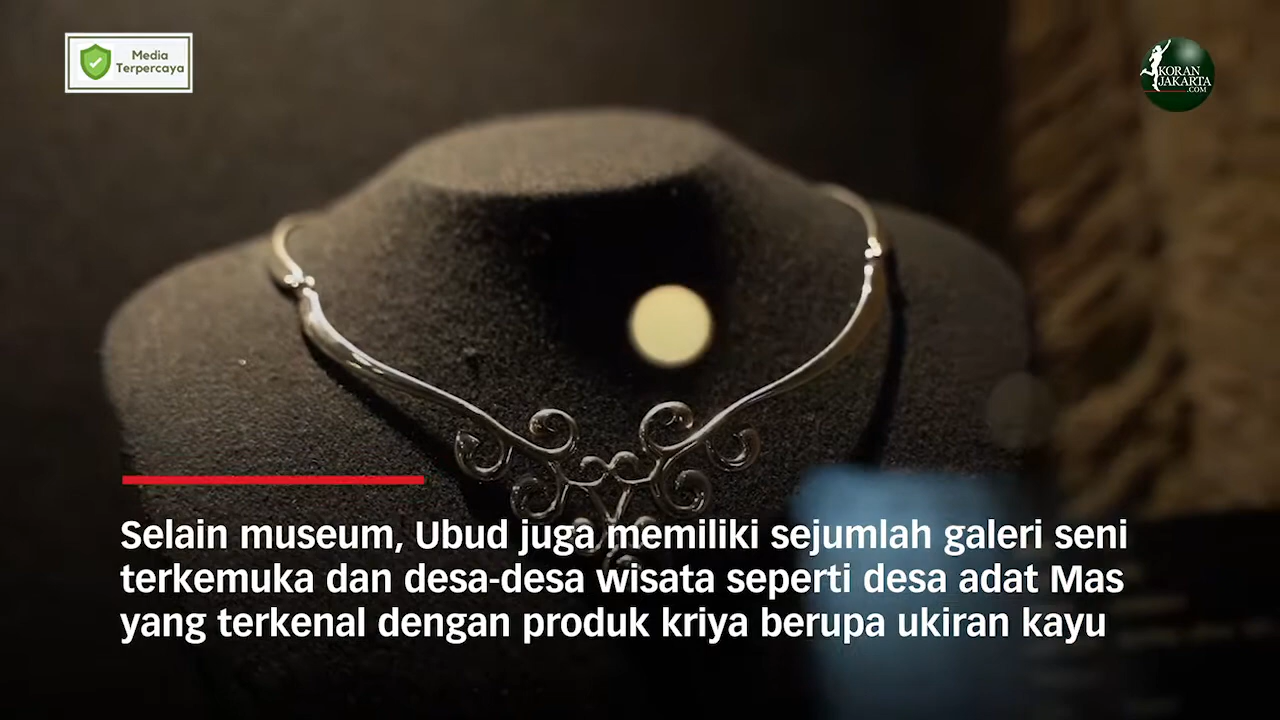 Media
Terpercaya
KORAN
JAKARTA
.COM
Selain museum, Ubud juga memiliki sejumlah galeri seni
terkemuka dan desa-desa wisata seperti desa adat Mas
yang terkenal dengan produk kriya berupa ukiran kayu